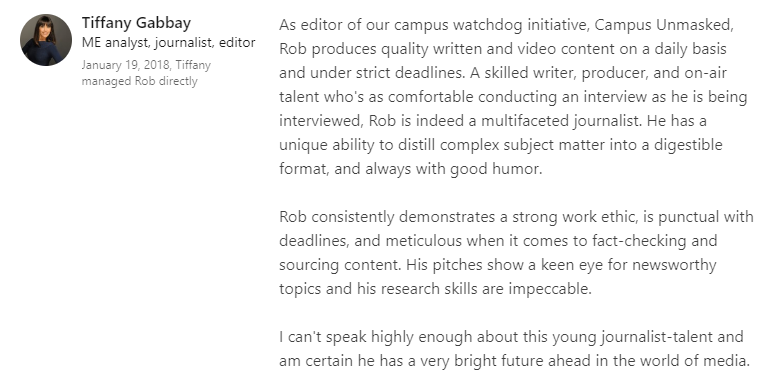 Tiffany Gabbay
ME analyst, journalist, editor
January 19, 2018, Tiffany
managed Rob directly
As editor of our campus watchdog initiative, Campus Unmasked,
Rob produces quality written and video content on a daily basis
and under strict deadlines. A skilled writer, producer, and on-air
talent who's as comfortable conducting an interview as he is being
interviewed, Rob is indeed a multifaceted journalist. He has a
unique ability to distill complex subject matter into a digestible
format, and always with good humor.
Rob consistently demonstrates a strong work ethic, is punctual with
deadlines, and meticulous when it comes to fact-checking and
sourcing content. His pitches show a keen eye for newsworthy
topics and his research skills are impeccable.
I can't speak highly enough about this young journalist-talent and
am certain he has a very bright future ahead in the world of media.